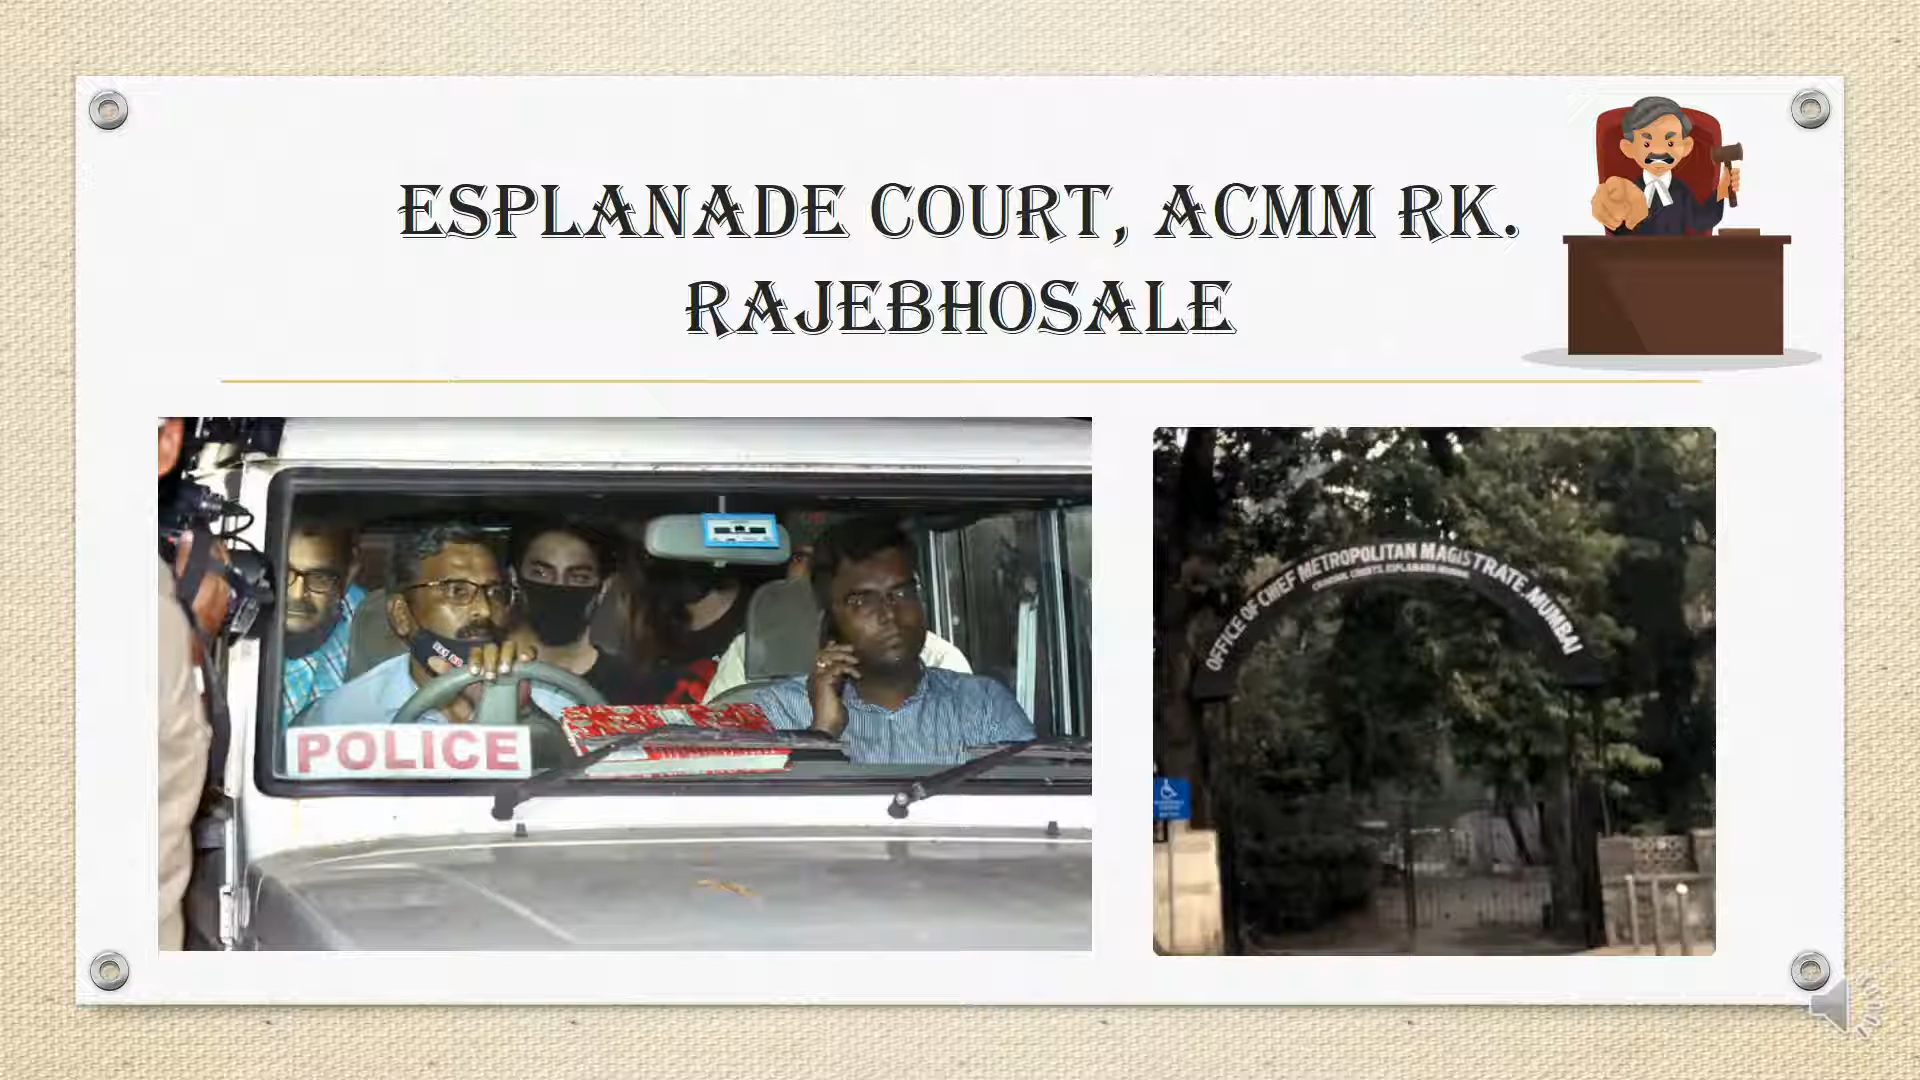 ESPLANADE COURT, ACMM RK.
RAJEBHOSALE
POLICE
OFFICE OF CHIEF METROPOLITAN MAGISTRATE, MUMBAI